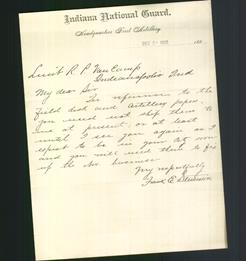 Indiana National Guard.
Headquarters First Artillery
188
Lieut R. P. Van Camp
Indianapolis Ind
My dear Sir
In reference to the
field desk and Artillery papers
you need not ship them to
me at present, or at least
until I see you again as I
expect to be in your city soon
and you will need them to fix
up the business
Very respectfully
Frank E.